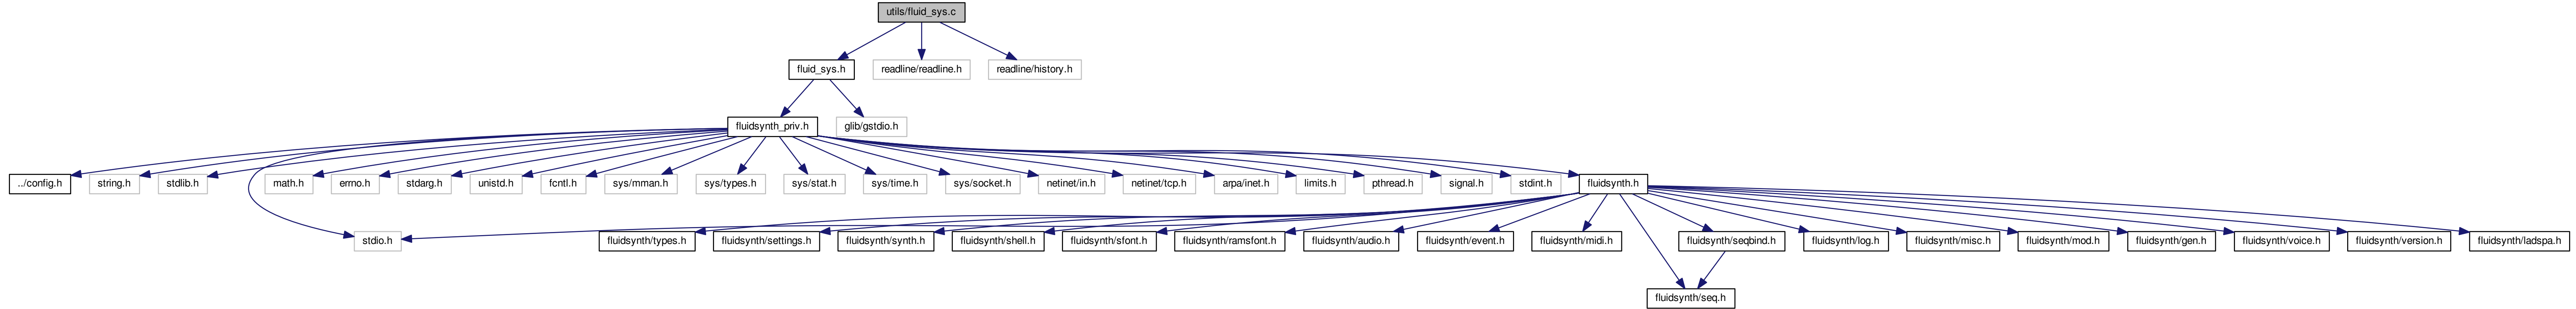 utils/fluid_sys.c
fluid_sys.h
readline/readline.h
readline/history.h
fluidsynth_priv.h
glib/gstdio.h
../config.h
string.h
stdlib.h
math.h
errno.h
stdarg.h
unistd.h
fcntl.h
sys/mman.h
sys/types.h
sys/stat.h
sys/time.h
sys/socket.h
netinet/in.h
netinet/tcp.h
arpa/inet.h
limits.h
pthread.h
signal.h
stdint.h
fluidsynth.h
stdio.h
fluidsynth/types.h
fluidsynth/settings.h
fluidsynth/synth.h
fluidsynth/shell.h
fluidsynth/sfont.h
fluidsynth/ramsfont.h
fluidsynth/audio.h
fluidsynth/event.h
fluidsynth/midi.h
fluidsynth/seqbind.h
fluidsynth/log.h
fluidsynth/misc.h
fluidsynth/mod.h
fluidsynth/gen.h
fluidsynth/voice.h
fluidsynth/version.h
fluidsynth/ladspa.h
fluidsynth/seq.h